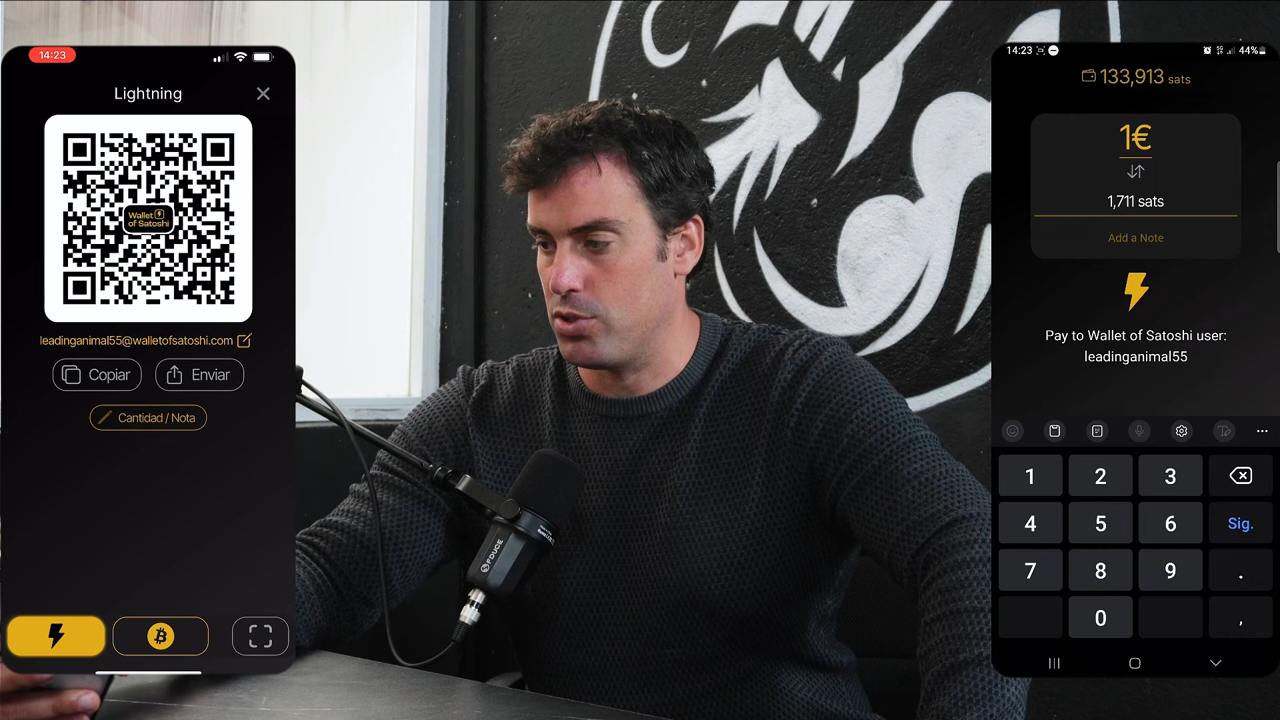 14:23
Lightning
Wallet
of Satoshi
leadinganimal55@walletofsatoshi.com
Copiar
Enviar
Cantidad / Nota
FDUCE
14:23
44%
133,913 sats
1€
1,711 sats
Add a Note
Pay to Wallet of Satoshi user:
leadinganimal55
1 2 3
4 5 6 Sig.
7 8 9 .
0 ,